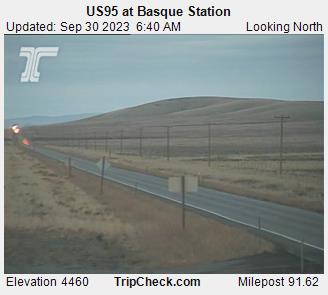 US95 at Basque Station
Updated: Sep 30 2023 6:40 AM Looking North
Elevation 4460 TripCheck.com Milepost 91.62